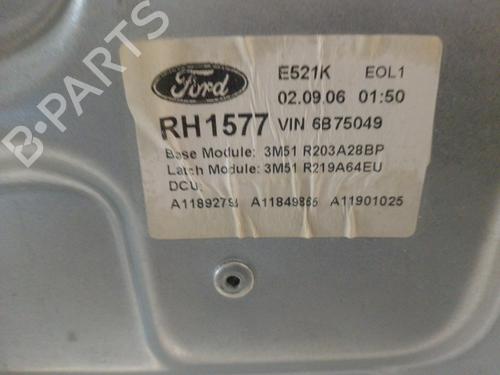 Ford
E521K EOL1
02.09.06 01:50
RH1577 VIN 6B75049
Base Module: 3M51 R203A28BP
Latch Module: 3M51 R219A64EU
DCU:
A11849866 A11901025
B-PARTS